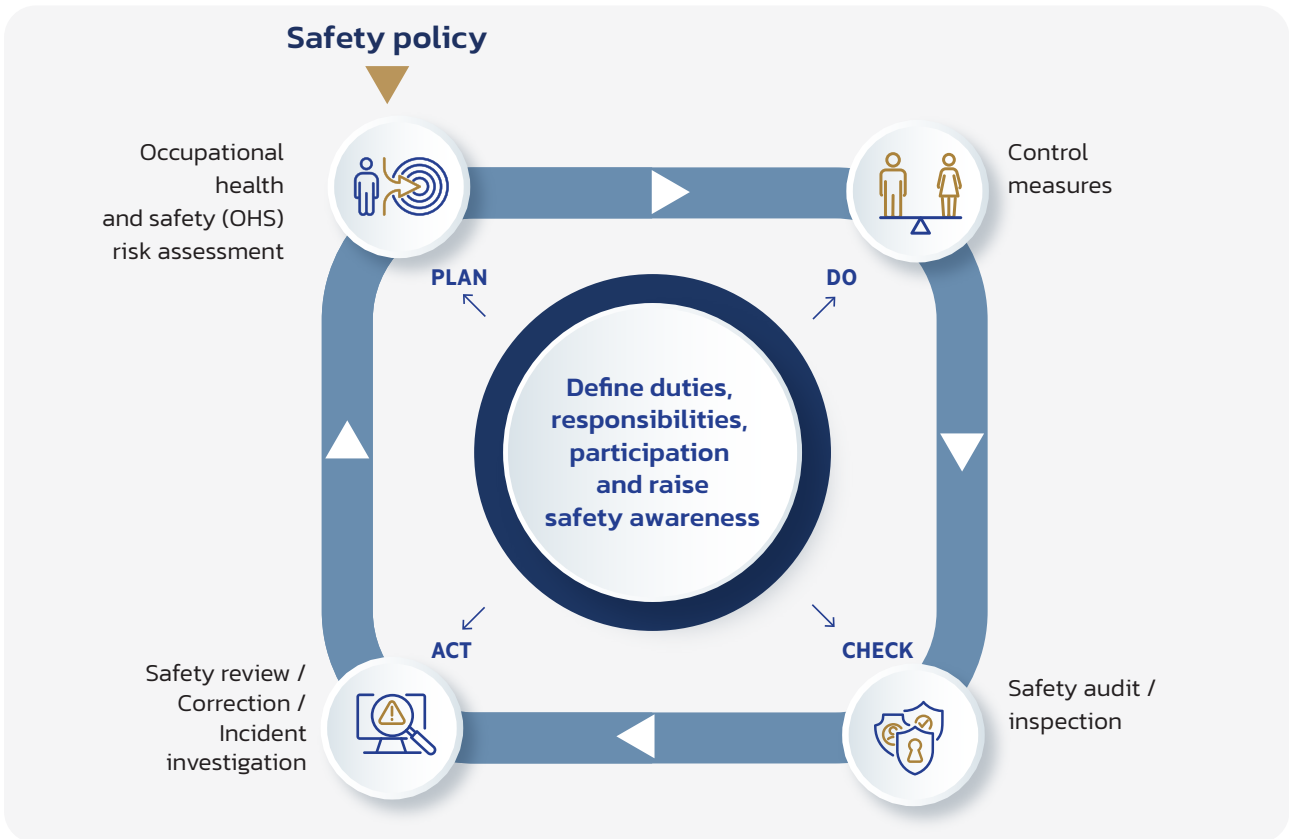 Safety policy
Occupational
health
and safety (OHS)
risk assessment
Control
measures
PLAN
DO
Define duties,
responsibilities,
participation
and raise
safety awareness
ACT
CHECK
Safety review /
Correction /
Incident
investigation
Safety audit /
inspection